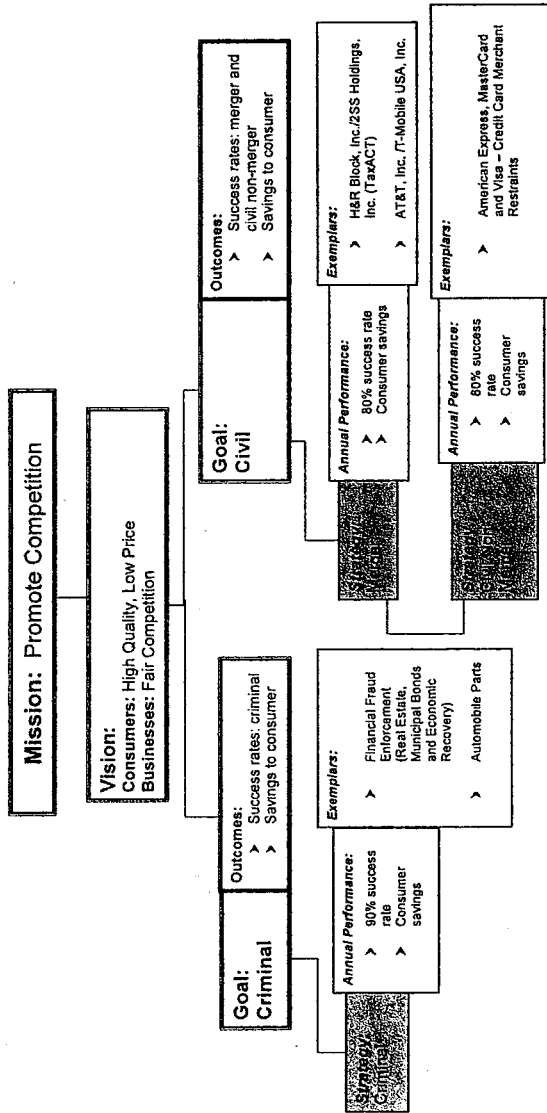 Mission: Promote Competition
Vision:
Consumers: High Quality, Low Price
Businesses: Fair Competition
Goal:
Criminal
Outcomes:
➤ Success rates: criminal
➤ Savings to consumer
Goal:
Civil
Outcomes:
➤ Success rates: merger and
civil non-merger
➤ Savings to consumer
Strategy:
Criminal
Annual Performance:
➤ 90% success
rate
➤ Consumer
savings
Exemplars:
➤ Financial Fraud
Enforcement
(Real Estate,
Municipal Bonds
and Economic
Recovery)
➤ Automobile Parts
Strategy:
Annual Performance:
➤ 80% success rate
➤ Consumer savings
Exemplars:
➤ H&R Block, Inc./2SS Holdings,
Inc. (TaxACT)
➤ AT&T, Inc. /T-Mobile USA, Inc.
Strategy:
Annual Performance:
➤ 80% success
rate
➤ Consumer
savings
Exemplars:
➤ American Express, MasterCard
and Visa – Credit Card Merchant
Restraints